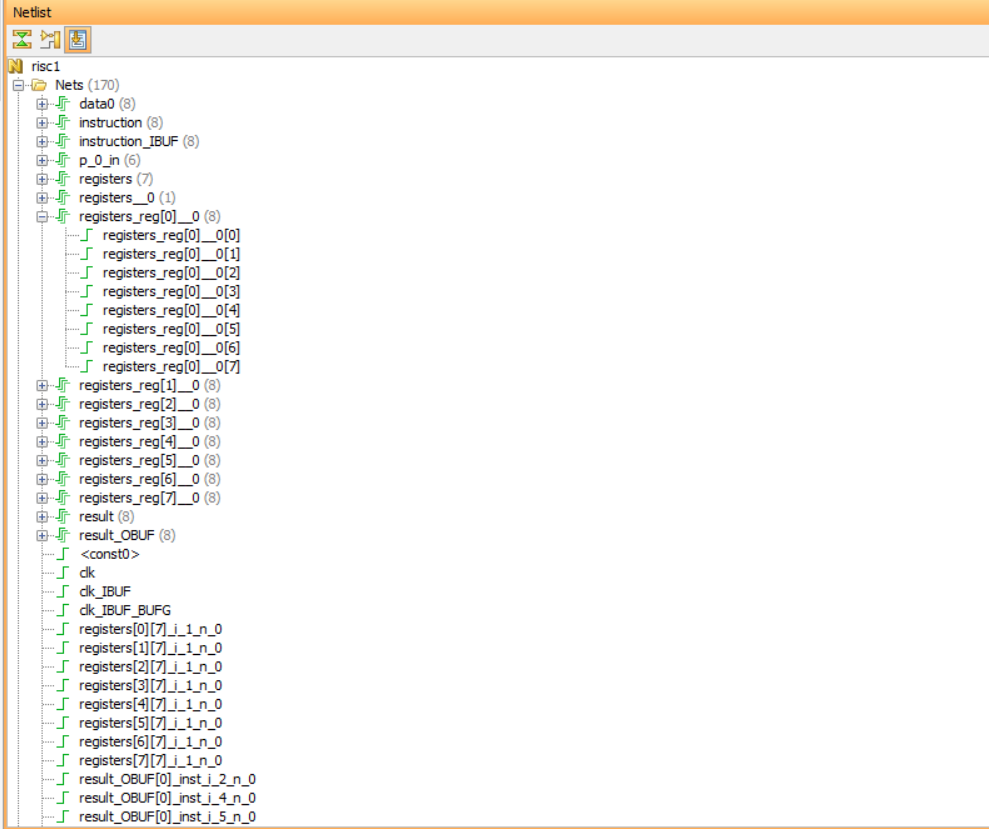 Netlist
risc1
Nets (170)
data0 (8)
instruction (8)
instruction_IBUF (8)
p_0_in (6)
registers (7)
registers__0 (1)
registers_reg[0]__0 (8)
registers_reg[0]__0[0]
registers_reg[0]__0[1]
registers_reg[0]__0[2]
registers_reg[0]__0[3]
registers_reg[0]__0[4]
registers_reg[0]__0[5]
registers_reg[0]__0[6]
registers_reg[0]__0[7]
registers_reg[1]__0 (8)
registers_reg[2]__0 (8)
registers_reg[3]__0 (8)
registers_reg[4]__0 (8)
registers_reg[5]__0 (8)
registers_reg[6]__0 (8)
registers_reg[7]__0 (8)
result (8)
result_OBUF (8)
<const0>
clk
clk_IBUF
clk_IBUF_BUFG
registers[0][7]_i_1_n_0
registers[1][7]_i_1_n_0
registers[2][7]_i_1_n_0
registers[3][7]_i_1_n_0
registers[4][7]_i_1_n_0
registers[5][7]_i_1_n_0
registers[6][7]_i_1_n_0
registers[7][7]_i_1_n_0
result_OBUF[0]_inst_i_2_n_0
result_OBUF[0]_inst_i_4_n_0
result_OBUF[0]_inst_i_5_n_0